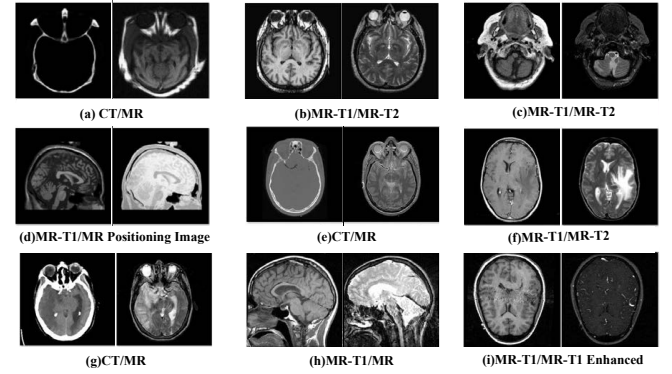 (a) CT/MR
(b)MR-T1/MR-T2
(c)MR-T1/MR-T2
(d)MR-T1/MR Positioning Image
(e)CT/MR
(f)MR-T1/MR-T2
(g)CT/MR
(h)MR-T1/MR
(i)MR-T1/MR-T1 Enhanced